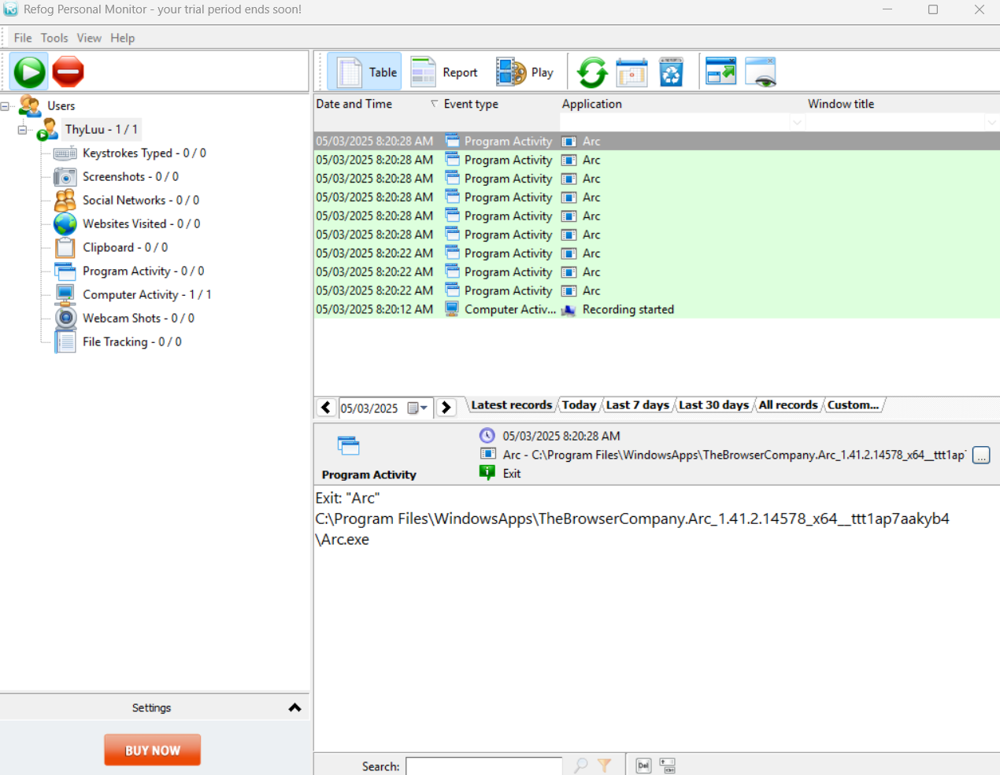 Refog Personal Monitor - your trial period ends soon!
File Tools View Help
Table Report Play
Users
ThyLuu - 1 / 1
Keystrokes Typed - 0 / 0
Screenshots - 0 / 0
Social Networks - 0 / 0
Websites Visited - 0 / 0
Clipboard - 0 / 0
Program Activity - 0 / 0
Computer Activity - 1 / 1
Webcam Shots - 0 / 0
File Tracking - 0 / 0
Settings
BUY NOW
Date and Time Event type Application Window title
05/03/2025 8:20:28 AM Program Activity Arc
05/03/2025 8:20:28 AM Program Activity Arc
05/03/2025 8:20:28 AM Program Activity Arc
05/03/2025 8:20:28 AM Program Activity Arc
05/03/2025 8:20:28 AM Program Activity Arc
05/03/2025 8:20:28 AM Program Activity Arc
05/03/2025 8:20:22 AM Program Activity Arc
05/03/2025 8:20:22 AM Program Activity Arc
05/03/2025 8:20:22 AM Program Activity Arc
05/03/2025 8:20:12 AM Computer Activ... Recording started
05/03/2025 Latest records Today Last 7 days Last 30 days All records Custom...
05/03/2025 8:20:28 AM
Arc - C:\Program Files\WindowsApps\TheBrowserCompany.Arc_1.41.2.14578_x64__ttt1ap ...
Program Activity Exit
Exit: "Arc"
C:\Program Files\WindowsApps\TheBrowserCompany.Arc_1.41.2.14578_x64__ttt1ap7aakyb4
\Arc.exe
Search: Del